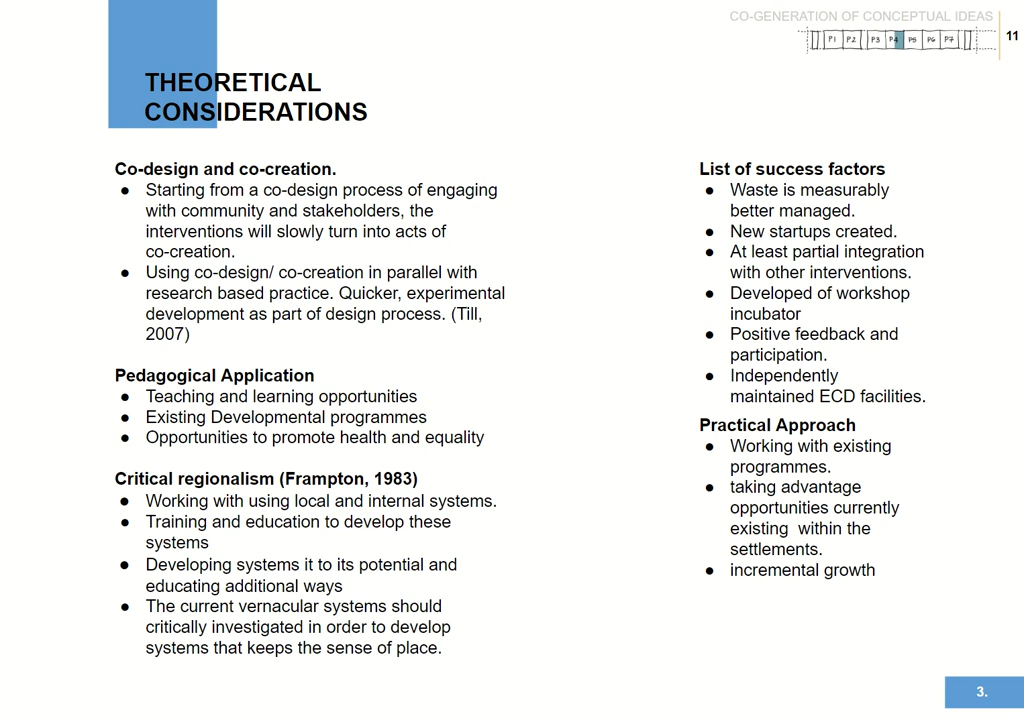 CO-GENERATION OF CONCEPTUAL IDEAS
P1 P2 P3 P4 P5 P6 P7
11
THEORETICAL
CONSIDERATIONS
Co-design and co-creation.
● Starting from a co-design process of engaging
with community and stakeholders, the
interventions will slowly turn into acts of
co-creation.
● Using co-design/ co-creation in parallel with
research based practice. Quicker, experimental
development as part of design process. (Till,
2007)
Pedagogical Application
● Teaching and learning opportunities
● Existing Developmental programmes
● Opportunities to promote health and equality
Critical regionalism (Frampton, 1983)
● Working with using local and internal systems.
● Training and education to develop these
systems
● Developing systems it to its potential and
educating additional ways
● The current vernacular systems should
critically investigated in order to develop
systems that keeps the sense of place.
List of success factors
● Waste is measurably
better managed.
● New startups created.
● At least partial integration
with other interventions.
● Developed of workshop
incubator
● Positive feedback and
participation.
● Independently
maintained ECD facilities.
Practical Approach
● Working with existing
programmes.
● taking advantage
opportunities currently
existing  within the
settlements.
● incremental growth
3.